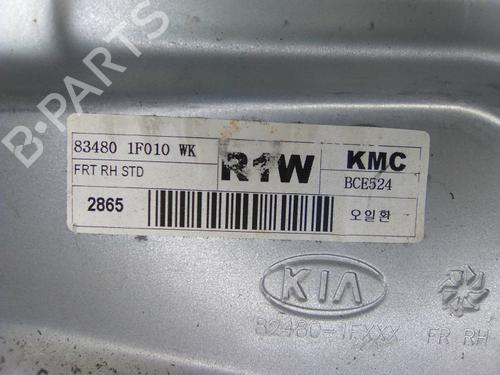 B-PARTS
83480 1F010 WK
R1W
KMC
FRT RH STD
BCE524
2865
오일환
KIA
82480-1FXXX FR RH